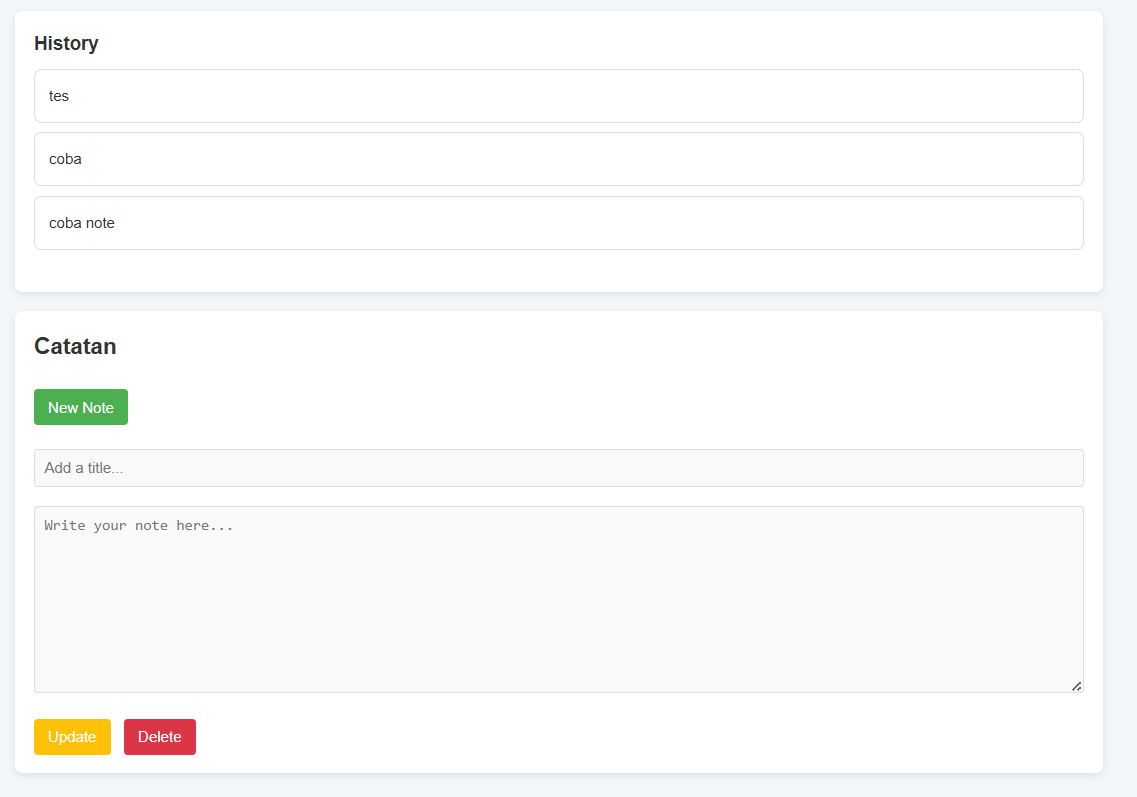 History
tes
coba
coba note
Catatan
New Note
Add a title...
Write your note here...
Update Delete